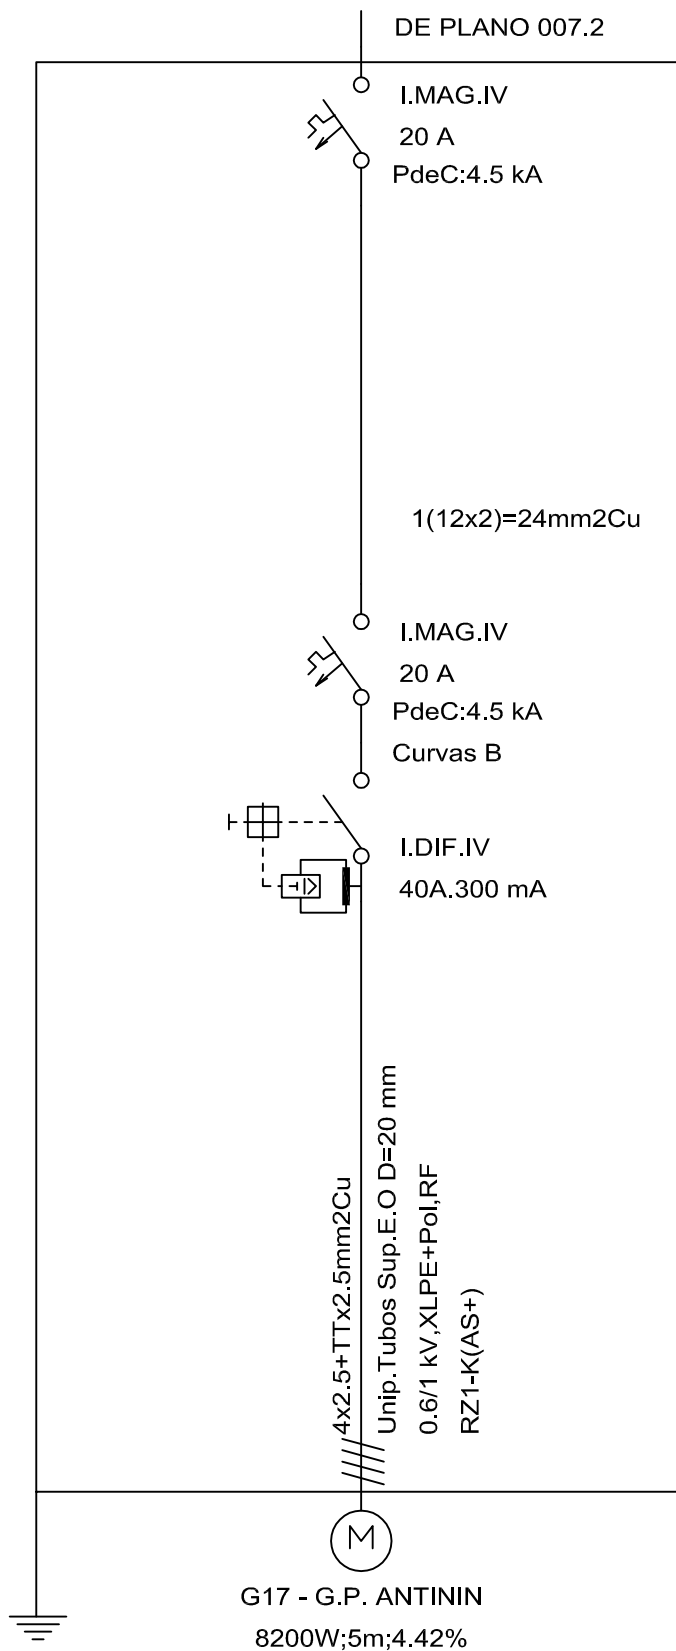 DE PLANO 007.2
I.MAG.IV
20 A
PdeC:4.5 kA
1(12x2)=24mm2Cu
I.MAG.IV
20 A
PdeC:4.5 kA
Curvas B
I.DIF.IV
40A.300 mA
4x2.5+TTx2.5mm2Cu
Unip.Tubos Sup.E.O D=20 mm
0.6/1 kV,XLPE+Pol,RF
RZ1-K(AS+)
M
G17 - G.P. ANTININ
8200W;5m;4.42%